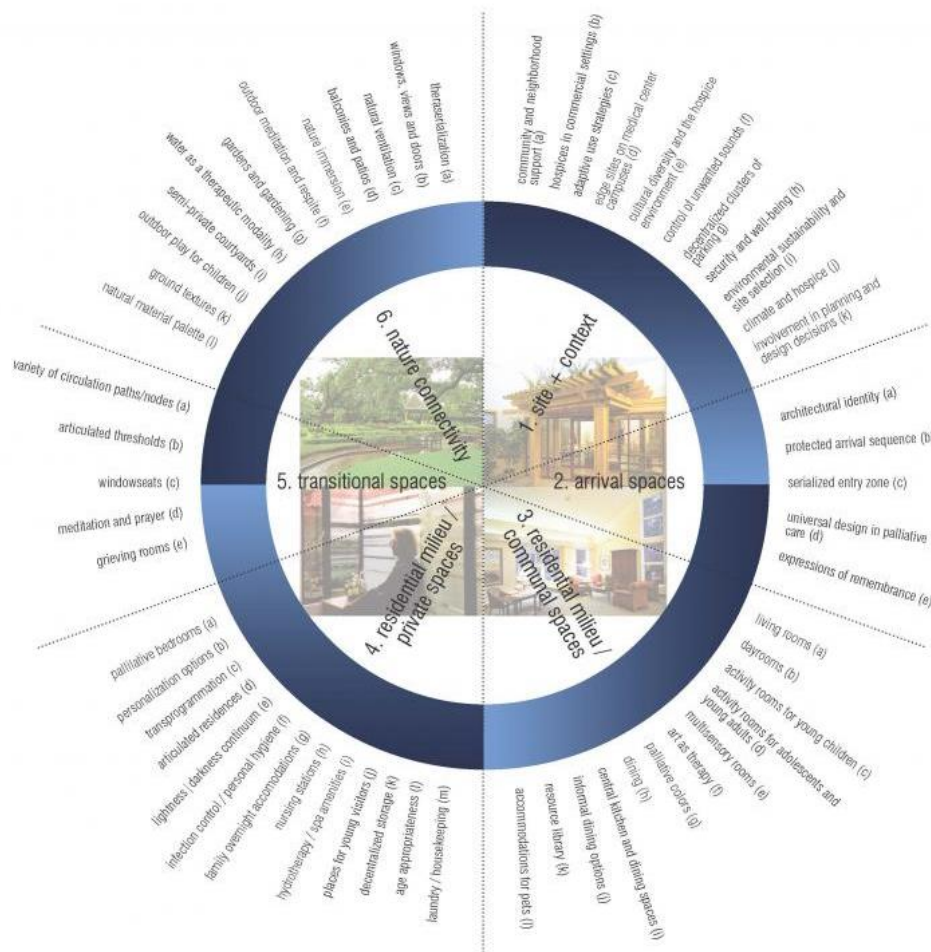 community and neighborhood
support (a)
hospices in commercial settings (b)
adaptive use strategies (c)
edge sites on medical center
campuses (d)
cultural diversity and the hospice
environment (e)
control of unwanted sounds (f)
decentralized clusters of
parking g)
security and well-being (h)
environmental sustainability and
site selection (i)
climate and hospice (j)
involvement in planning and
design decisions (k)
1. site + context
architectural identity (a)
protected arrival sequence (b
serialized entry zone (c)
universal design in palliative
care (d)
expressions of remembrance (e)
2. arrival spaces
living rooms (a)
dayrooms (b)
activity rooms for young children (c)
activity rooms for adolescents and
young adults (d)
multisensory rooms (e)
art as therapy (f)
palliative colors (g)
dining (h)
central kitchen and dining spaces (i)
informal dining options (j)
resource library (k)
accommodations for pets (l)
3. residential milieu /
communal spaces
pallilative bedrooms (a)
personalization options (b)
transprogrammation (c)
articulated residences (d)
lightness |darkness continuum (e)
infection control / personal hygiene (f)
family overnight accomodations (g)
nursing stations (h)
hydrotherapy / spa amenities (i)
places for young visitors (j)
decentralized storage (k)
age appropriateness (l)
laundry / housekeeping (m)
4. residential milieu /
private spaces
variety of circulation paths/nodes (a)
articulated thresholds (b)
windowseats (c)
meditation and prayer (d)
grieving rooms (e)
5. transitional spaces
theraserialization (a)
windows, views and doors (b)
natural ventilation (c)
balconies and patios (d)
nature immersion (e)
outdoor meditation and respite (f)
gardens and gardening (g)
water as a therapeutic modality (h)
semi-private courtyards (i)
outdoor play for children (j)
ground textures (k)
natural material palette (l)
6. nature connectivity